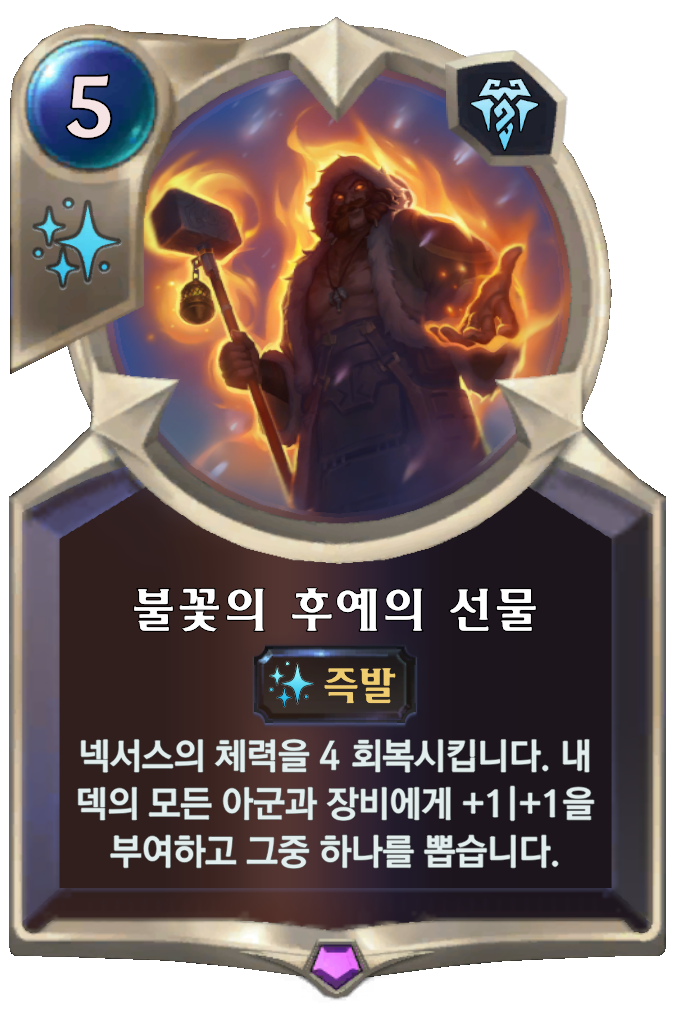 5
불꽃의 후예의 선물
즉발
넥서스의 체력을 4 회복시킵니다. 내
덱의 모든 아군과 장비에게 +1|+1을
부여하고 그중 하나를 뽑습니다.